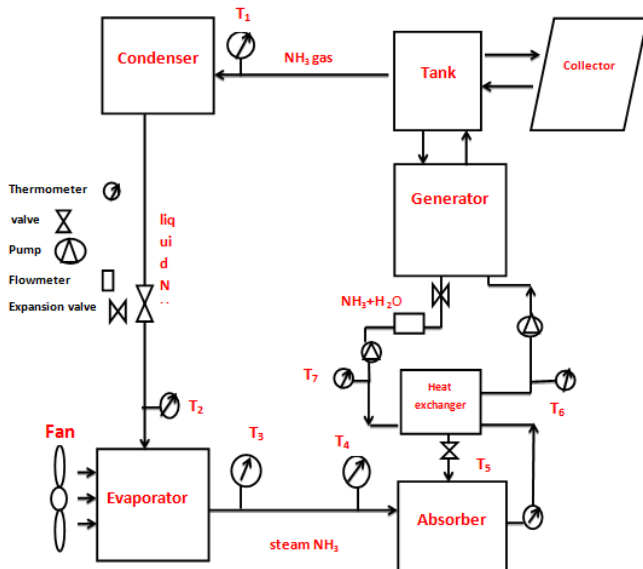 T₁
Condenser
NH₃ gas
Tank
Collector
Generator
Thermometer
valve
Pump
Flowmeter
Expansion valve
liq
ui
d
N
NH₃+H₂O
T₇
Heat
exchanger
T₆
T₂
Fan
T₃
T₄
T₅
Evaporator
Absorber
steam NH₃